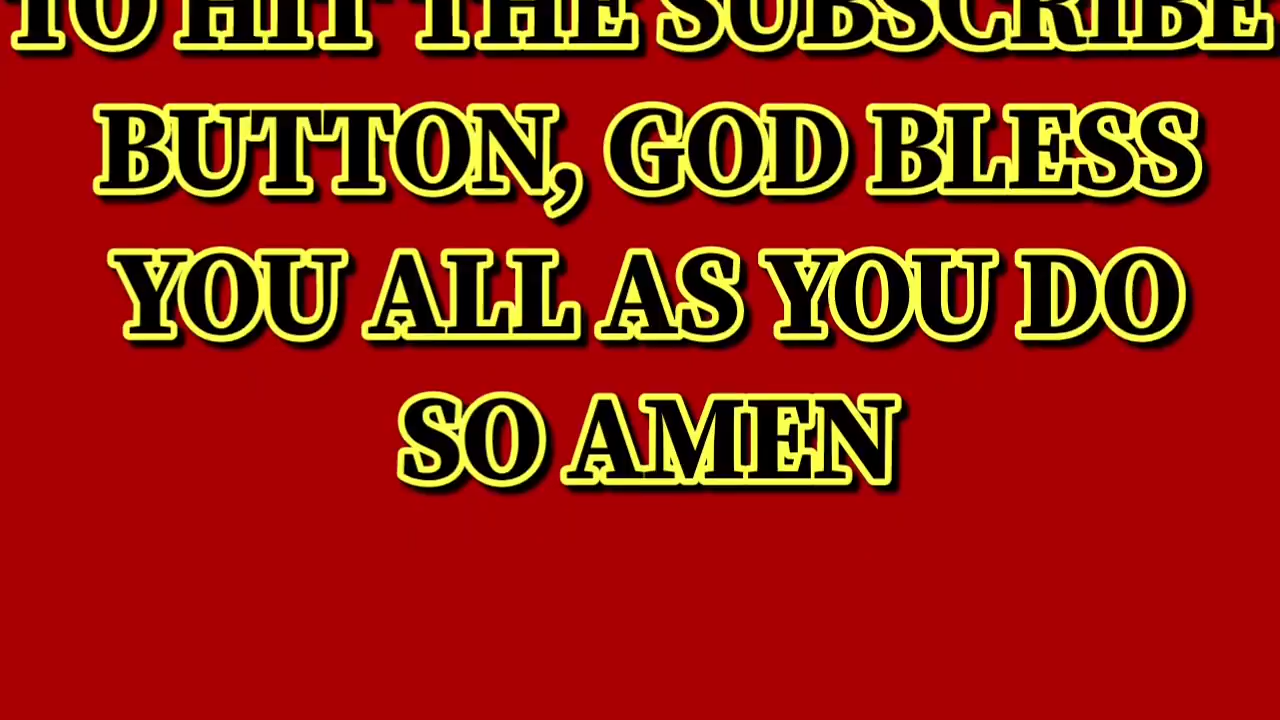 TO HIT THE SUBSCRIBE
BUTTON, GOD BLESS
YOU ALL AS YOU DO
SO AMEN